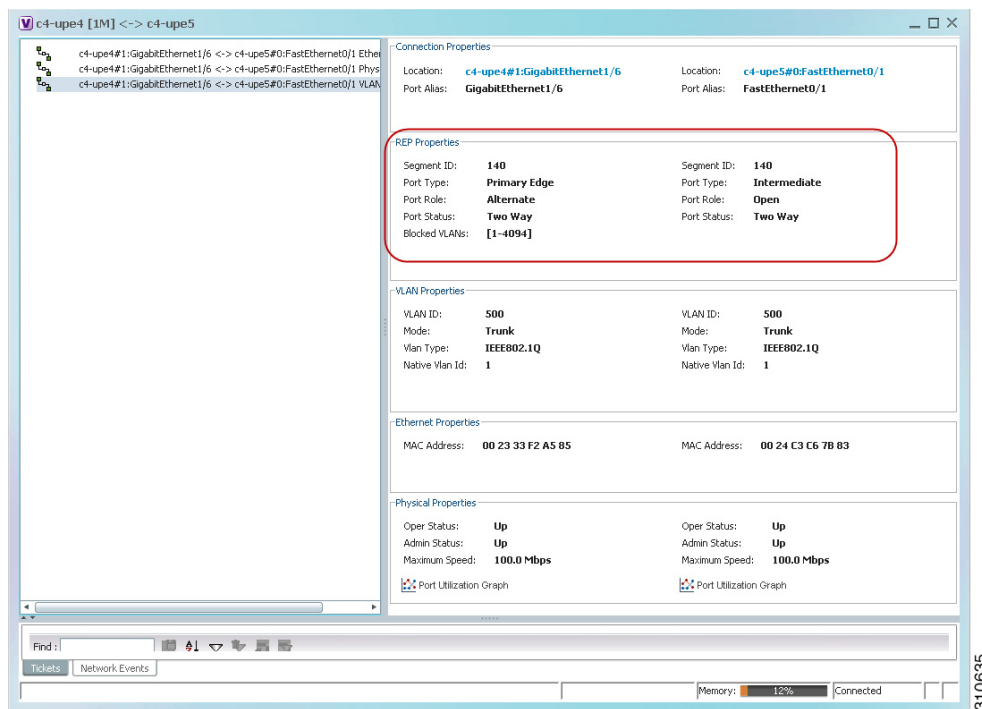 V c4-upe4 [1M] <-> c4-upe5
c4-upe4#1:GigabitEthernet1/6 <-> c4-upe5#0:FastEthernet0/1 Ether
c4-upe4#1:GigabitEthernet1/6 <-> c4-upe5#0:FastEthernet0/1 Phys
c4-upe4#1:GigabitEthernet1/6 <-> c4-upe5#0:FastEthernet0/1 VLAN
Connection Properties
Location: c4-upe4#1:GigabitEthernet1/6 Location: c4-upe5#0:FastEthernet0/1
Port Alias: GigabitEthernet1/6 Port Alias: FastEthernet0/1
REP Properties
Segment ID: 140 Segment ID: 140
Port Type: Primary Edge Port Type: Intermediate
Port Role: Alternate Port Role: Open
Port Status: Two Way Port Status: Two Way
Blocked VLANs: [1-4094]
VLAN Properties
VLAN ID: 500 VLAN ID: 500
Mode: Trunk Mode: Trunk
Vlan Type: IEEE802.1Q Vlan Type: IEEE802.1Q
Native Vlan Id: 1 Native Vlan Id: 1
Ethernet Properties
MAC Address: 00 23 33 F2 A5 85 MAC Address: 00 24 C3 C6 7B 83
Physical Properties
Oper Status: Up Oper Status: Up
Admin Status: Up Admin Status: Up
Maximum Speed: 100.0 Mbps Maximum Speed: 100.0 Mbps
Port Utilization Graph Port Utilization Graph
Find :
Tickets Network Events
Memory: 12% Connected
310635